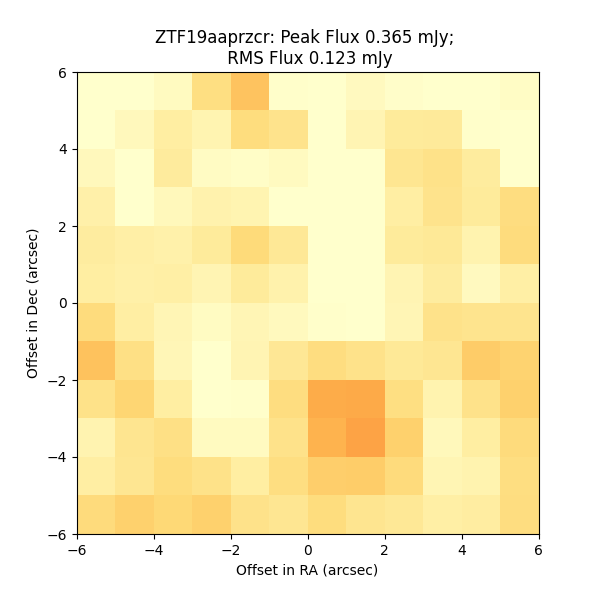 ZTF19aaprzcr: Peak Flux 0.365 mJy;
RMS Flux 0.123 mJy
6
4
2
0
−2
−4
−6
Offset in Dec (arcsec)
−6 −4 −2 0 2 4 6
Offset in RA (arcsec)